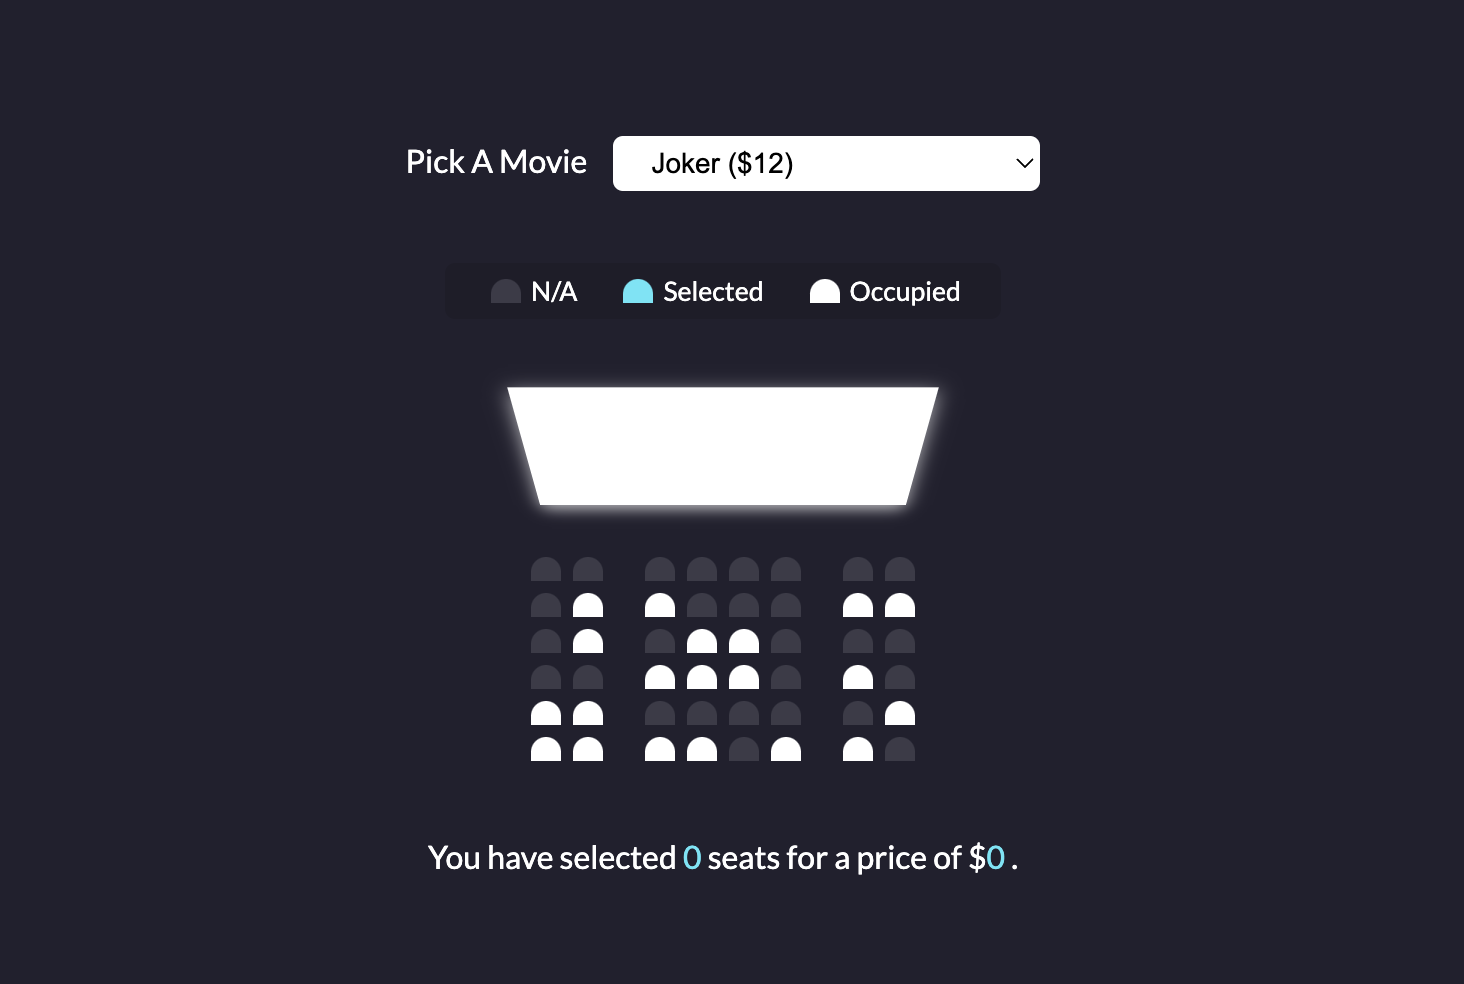 Pick A Movie Joker ($12)
N/A Selected Occupied
You have selected 0 seats for a price of $0 .